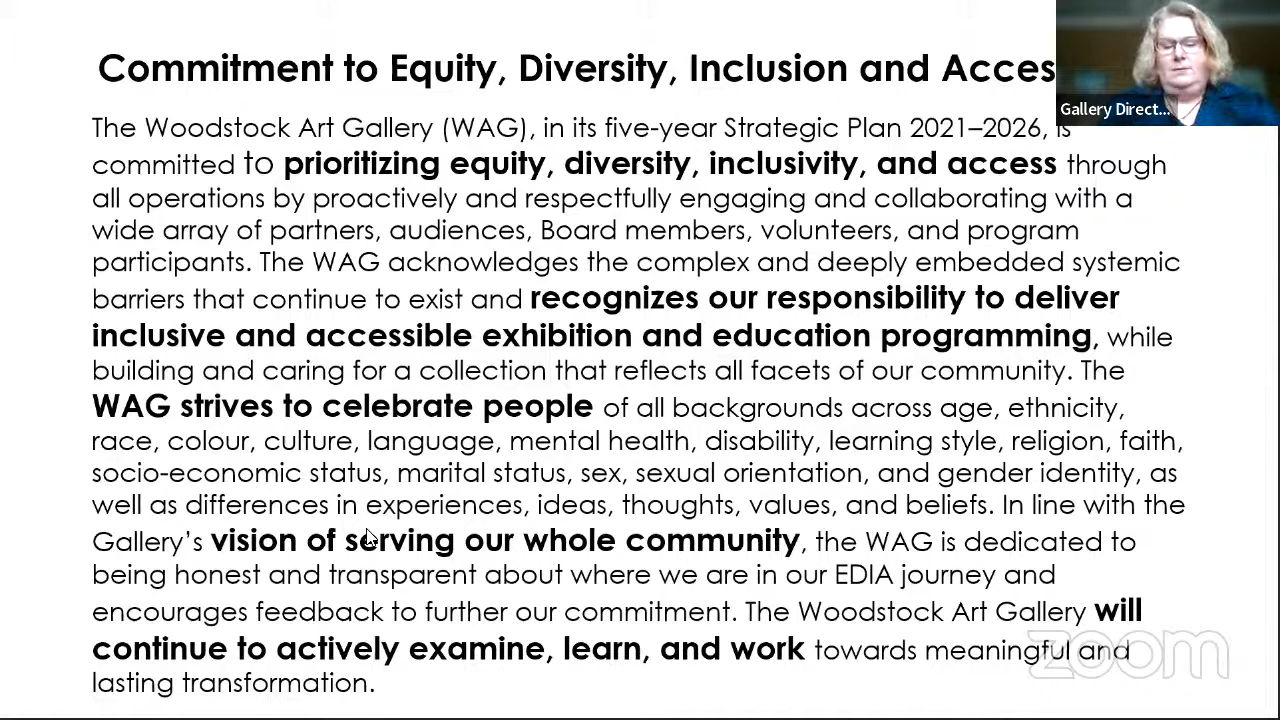 Commitment to Equity, Diversity, Inclusion and Acces
Gallery Direct...
The Woodstock Art Gallery (WAG), in its five-year Strategic Plan 2021–2026, is
committed to prioritizing equity, diversity, inclusivity, and access through
all operations by proactively and respectfully engaging and collaborating with a
wide array of partners, audiences, Board members, volunteers, and program
participants. The WAG acknowledges the complex and deeply embedded systemic
barriers that continue to exist and recognizes our responsibility to deliver
inclusive and accessible exhibition and education programming, while
building and caring for a collection that reflects all facets of our community. The
WAG strives to celebrate people of all backgrounds across age, ethnicity,
race, colour, culture, language, mental health, disability, learning style, religion, faith,
socio-economic status, marital status, sex, sexual orientation, and gender identity, as
well as differences in experiences, ideas, thoughts, values, and beliefs. In line with the
Gallery’s vision of serving our whole community, the WAG is dedicated to
being honest and transparent about where we are in our EDIA journey and
encourages feedback to further our commitment. The Woodstock Art Gallery will
continue to actively examine, learn, and work towards meaningful and
lasting transformation.
zoom